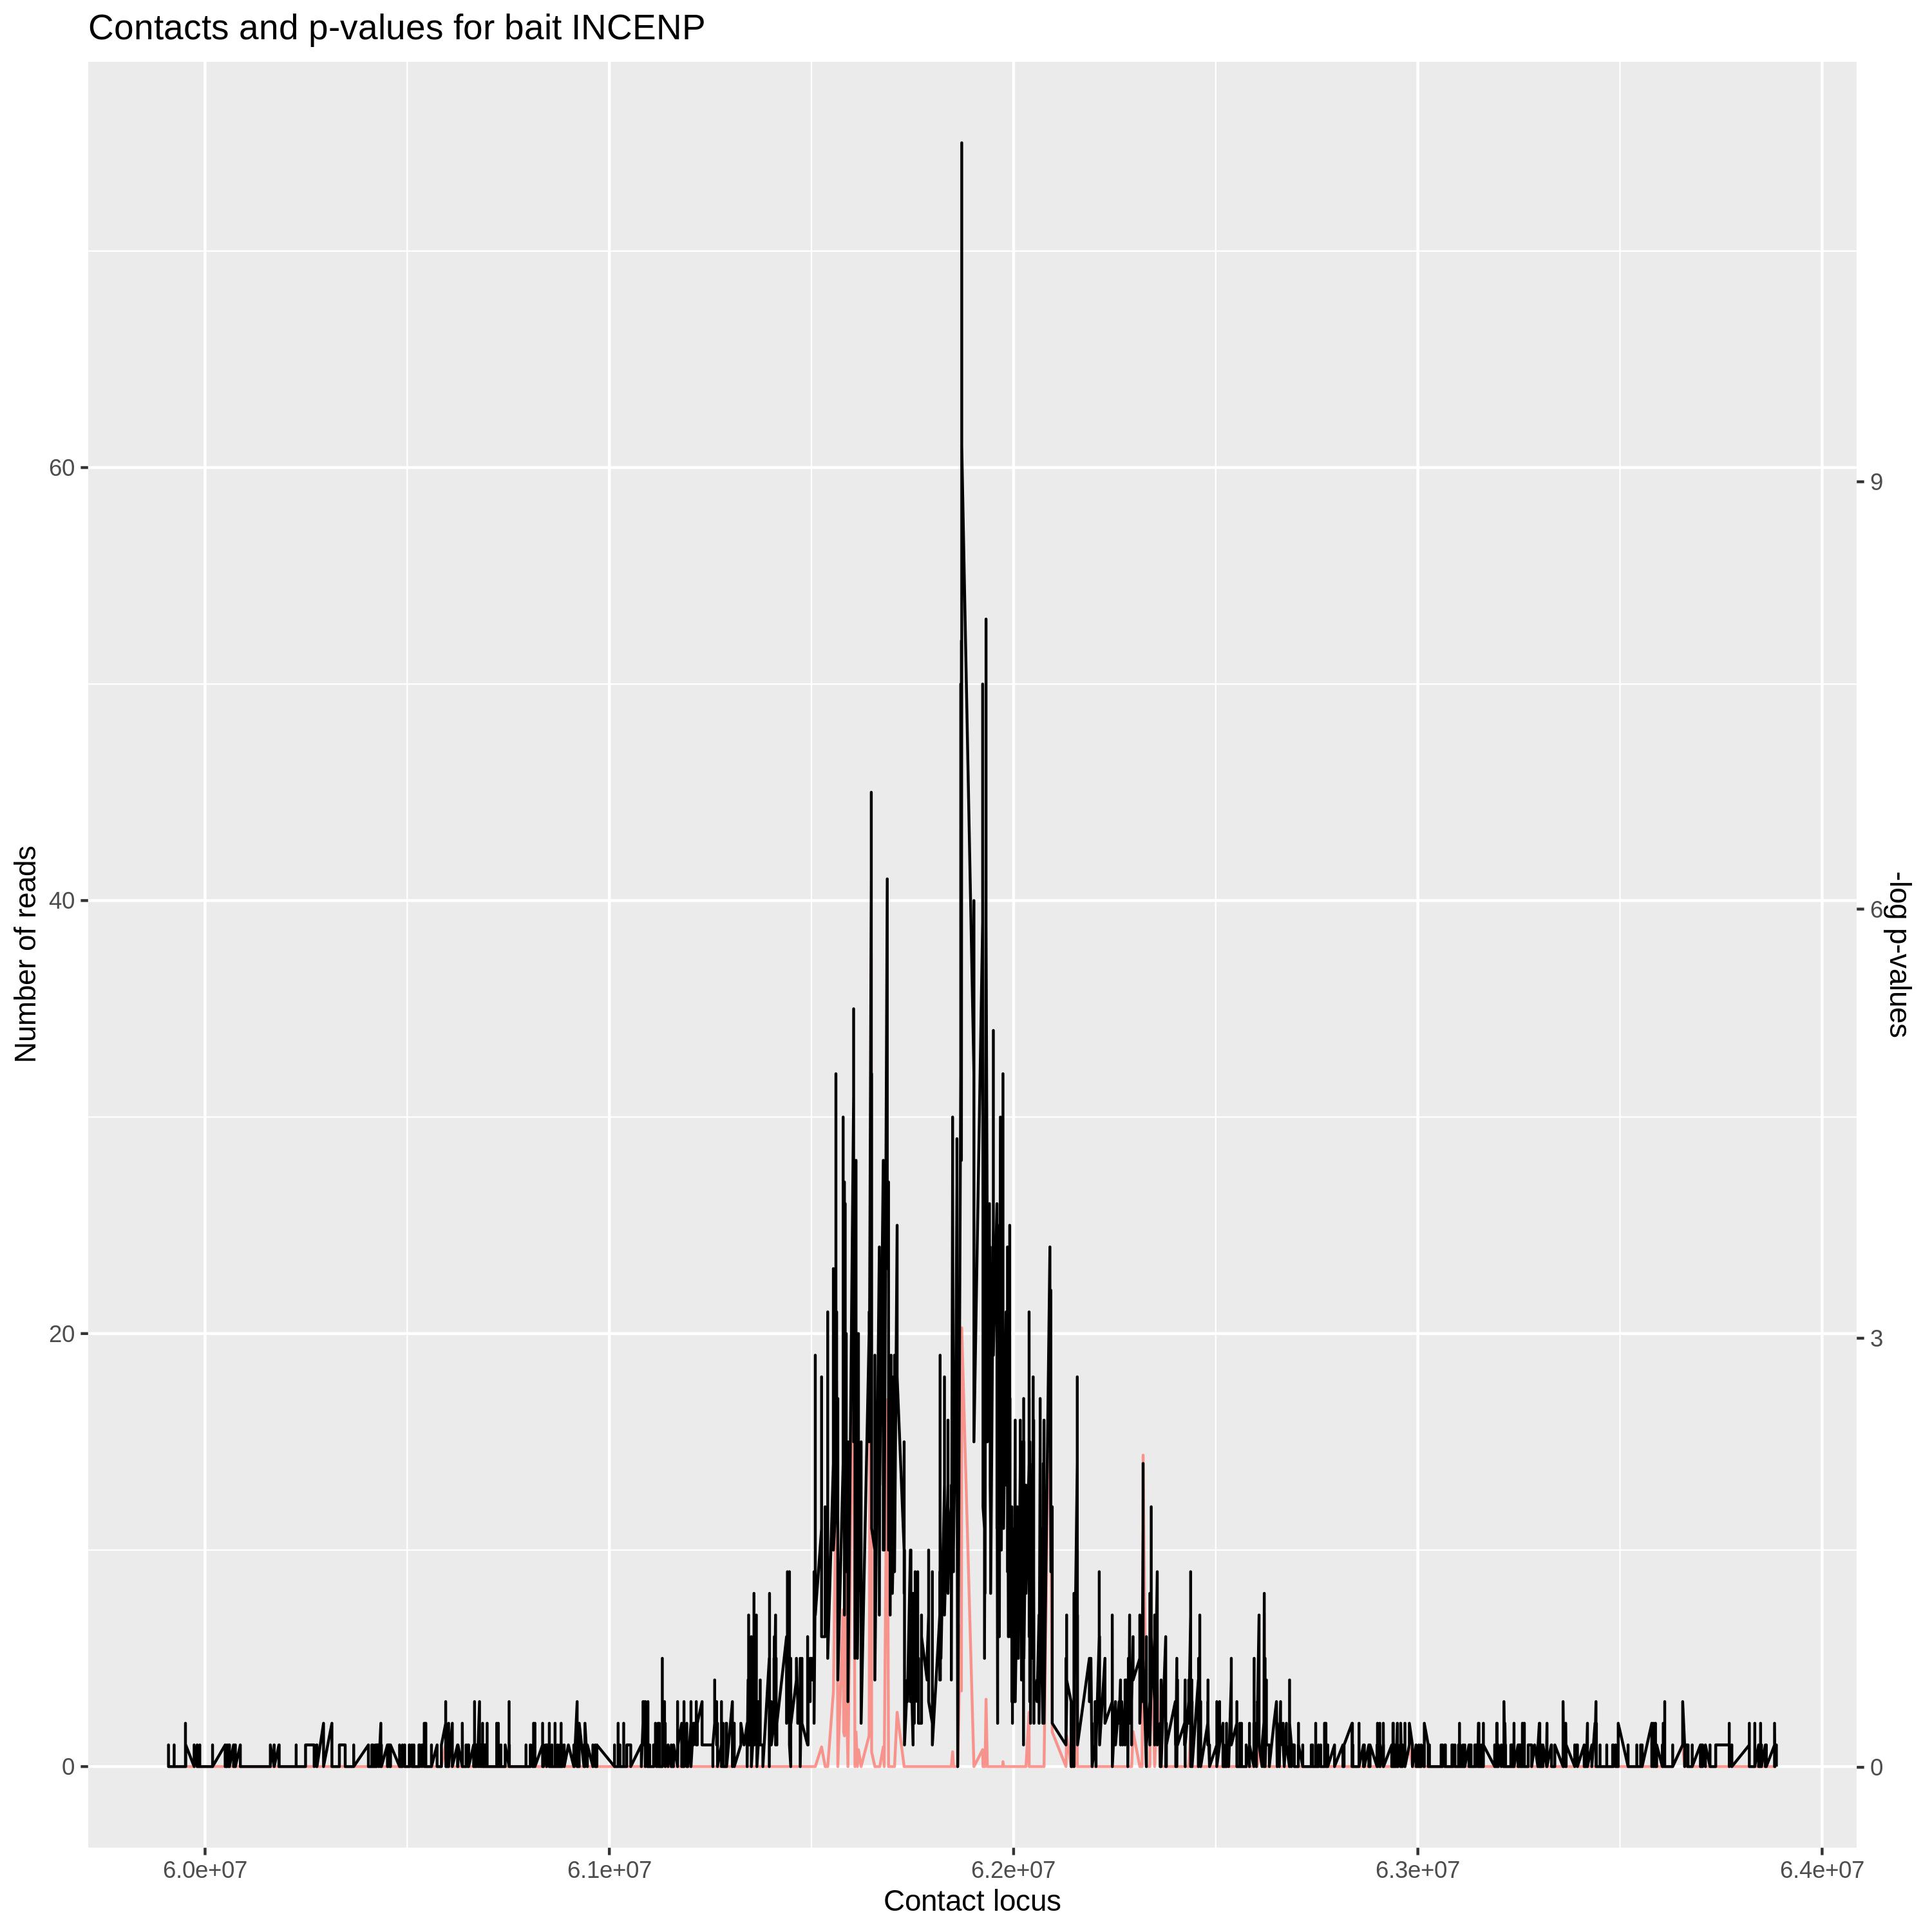 Contacts and p-values for bait INCENP
60
40
20
0
Number of reads
9
6
3
0
-log p-values
6.0e+07
6.1e+07
6.2e+07
6.3e+07
6.4e+07
Contact locus